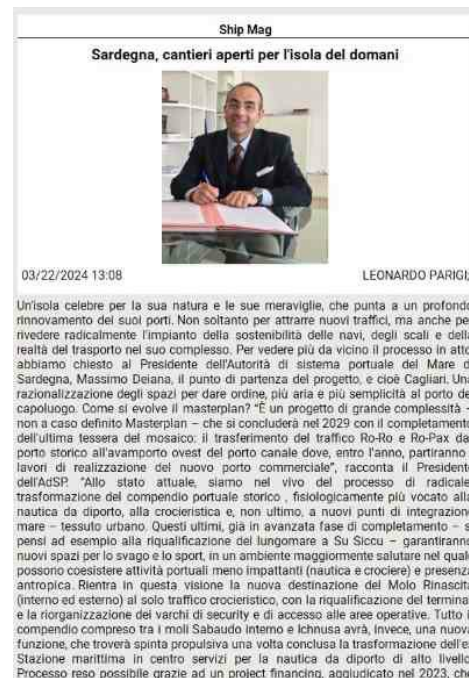 Ship Mag
Sardegna, cantieri aperti per l'isola del domani
03/22/2024 13:08 LEONARDO PARIGI;
Un'isola celebre per la sua natura e le sue meraviglie, che punta a un profondo
rinnovamento dei suoi porti. Non soltanto per attrarre nuovi traffici, ma anche per
rivedere radicalmente l'impianto della sostenibilità delle navi, degli scali e della
realtà del trasporto nel suo complesso. Per vedere più da vicino il processo in atto
abbiamo chiesto al Presidente dell'Autorità di sistema portuale del Mare di
Sardegna, Massimo Deiana, il punto di partenza del progetto, e cioè Cagliari. Una
razionalizzazione degli spazi per dare ordine, più aria e più semplicità al porto del
capoluogo. Come si evolve il masterplan? "È un progetto di grande complessità –
non a caso definito Masterplan – che si concluderà nel 2029 con il completamento
dell'ultima tessera del mosaico: il trasferimento del traffico Ro-Ro e Ro-Pax dal
porto storico all'avamporto ovest del porto canale dove, entro l'anno, partiranno i
lavori di realizzazione del nuovo porto commerciale", racconta il Presidente
dell'AdSP. "Allo stato attuale, siamo nel vivo del processo di radicale
trasformazione del compendio portuale storico , fisiologicamente più vocato alla
nautica da diporto, alla crocieristica e, non ultimo, a nuovi punti di integrazione
mare – tessuto urbano. Questi ultimi, già in avanzata fase di completamento – si
pensi ad esempio alla riqualificazione del lungomare a Su Siccu – garantiranno
nuovi spazi per lo svago e lo sport, in un ambiente maggiormente salutare nel quale
possono coesistere attività portuali meno impattanti (nautica e crociere) e presenza
antropica. Rientra in questa visione la nuova destinazione del Molo Rinascita
(interno ed esterno) al solo traffico crocieristico, con la riqualificazione del terminal
e la riorganizzazione dei varchi di security e di accesso alle aree operative. Tutto il
compendio compreso tra i moli Sabaudo interno e Ichnusa avrà, invece, una nuova
funzione, che troverà spinta propulsiva una volta conclusa la trasformazione dell'ex
Stazione marittima in centro servizi per la nautica da diporto di alto livello.
Processo reso possibile grazie ad un project financing, aggiudicato nel 2023, che